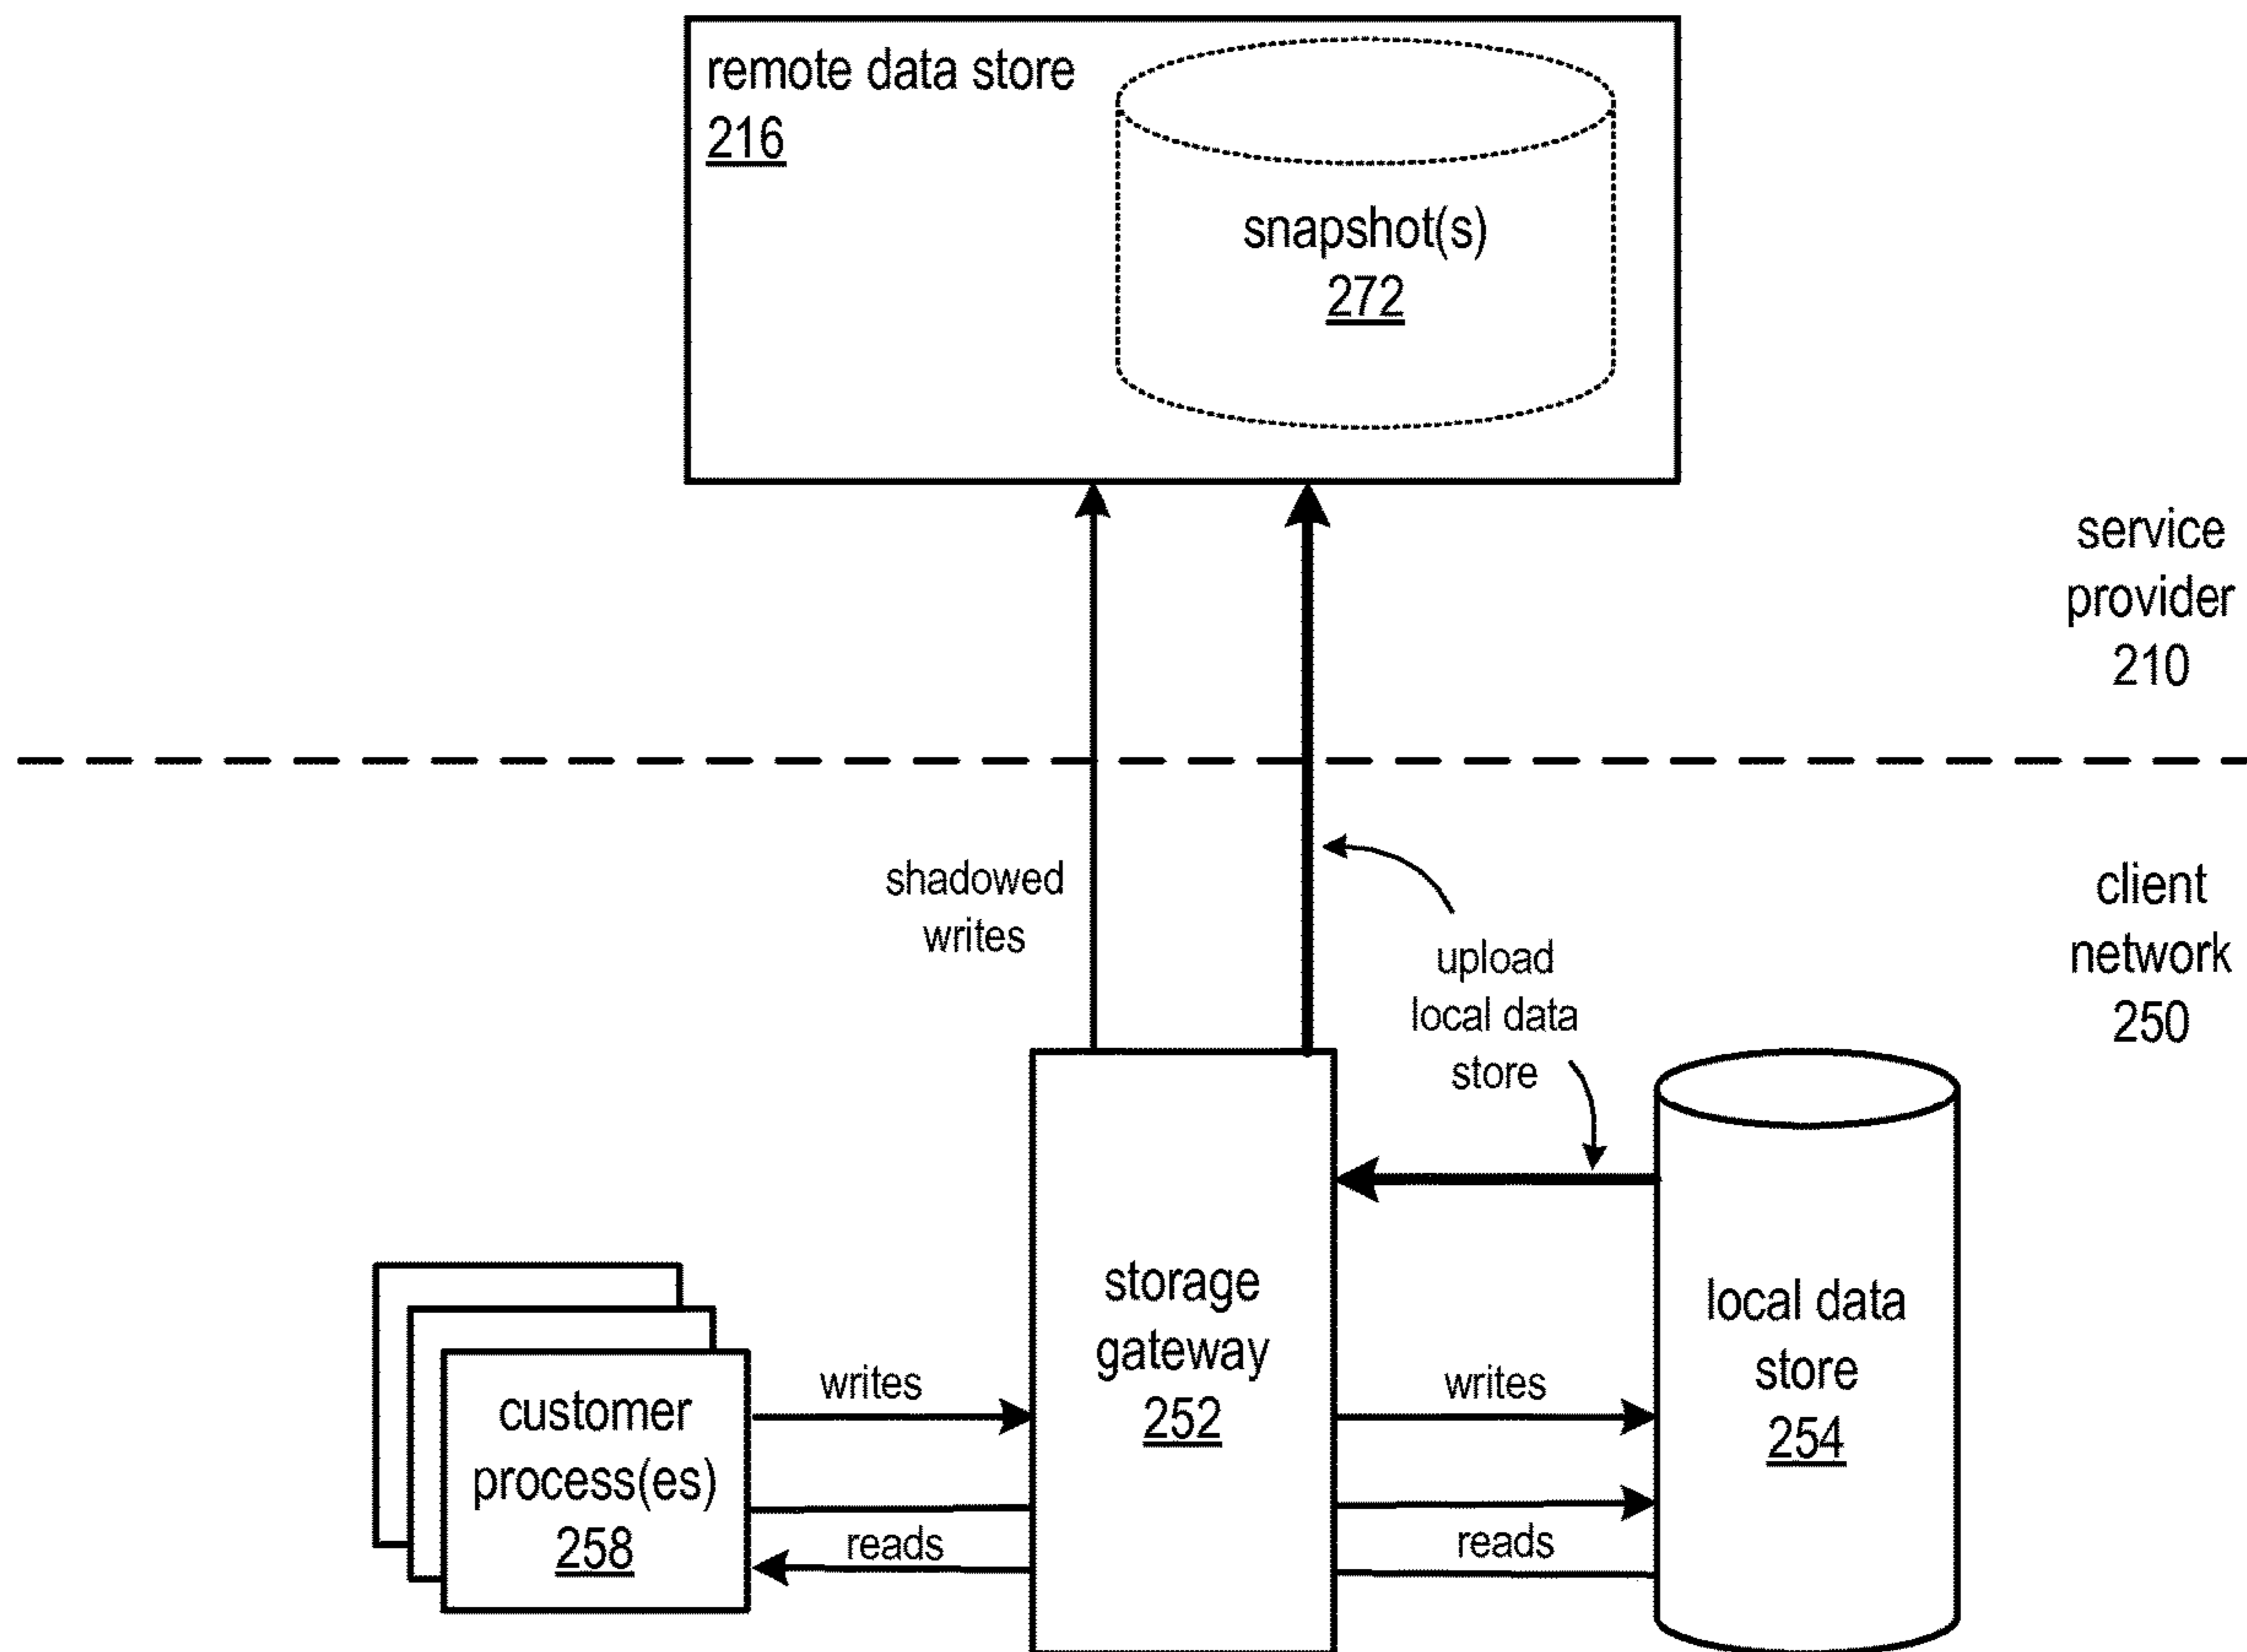 remote data store
216
snapshot(s)
272
service
provider
210
shadowed
writes
client
network
250
upload
local data
store
storage
gateway
252
local data
store
254
customer
process(es)
258
writes
reads
writes
reads